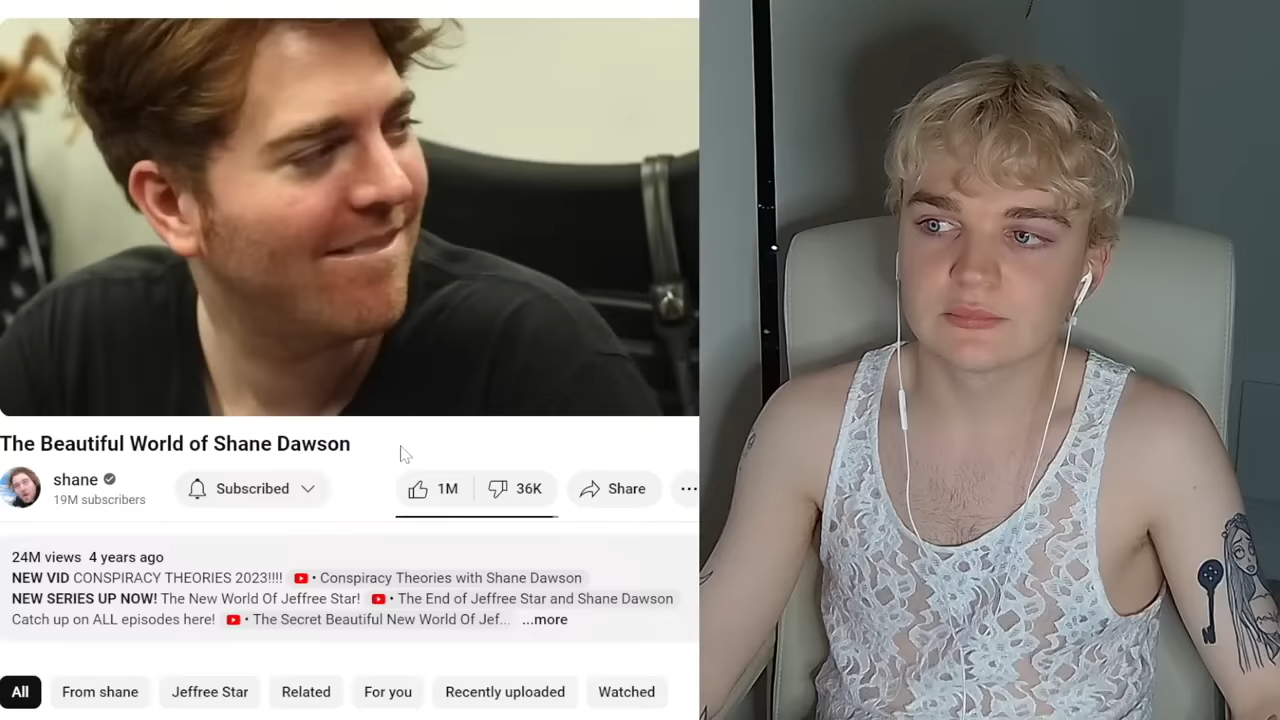 The Beautiful World of Shane Dawson
shane
19M subscribers
Subscribed
1M
36K
Share
24M views 4 years ago
NEW VID CONSPIRACY THEORIES 2023!!!! • Conspiracy Theories with Shane Dawson
NEW SERIES UP NOW! The New World Of Jeffree Star! • The End of Jeffree Star and Shane Dawson
Catch up on ALL episodes here! • The Secret Beautiful New World Of Jef... ...more
All From shane Jeffree Star Related For you Recently uploaded Watched